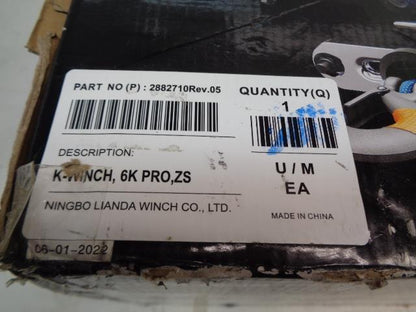 PART NO (P) : 2882710Rev.05
QUANTITY(Q)
1
DESCRIPTION:
K-WINCH, 6K PRO,ZS
U / M
EA
NINGBO LIANDA WINCH CO., LTD.
MADE IN CHINA
06-01-2022